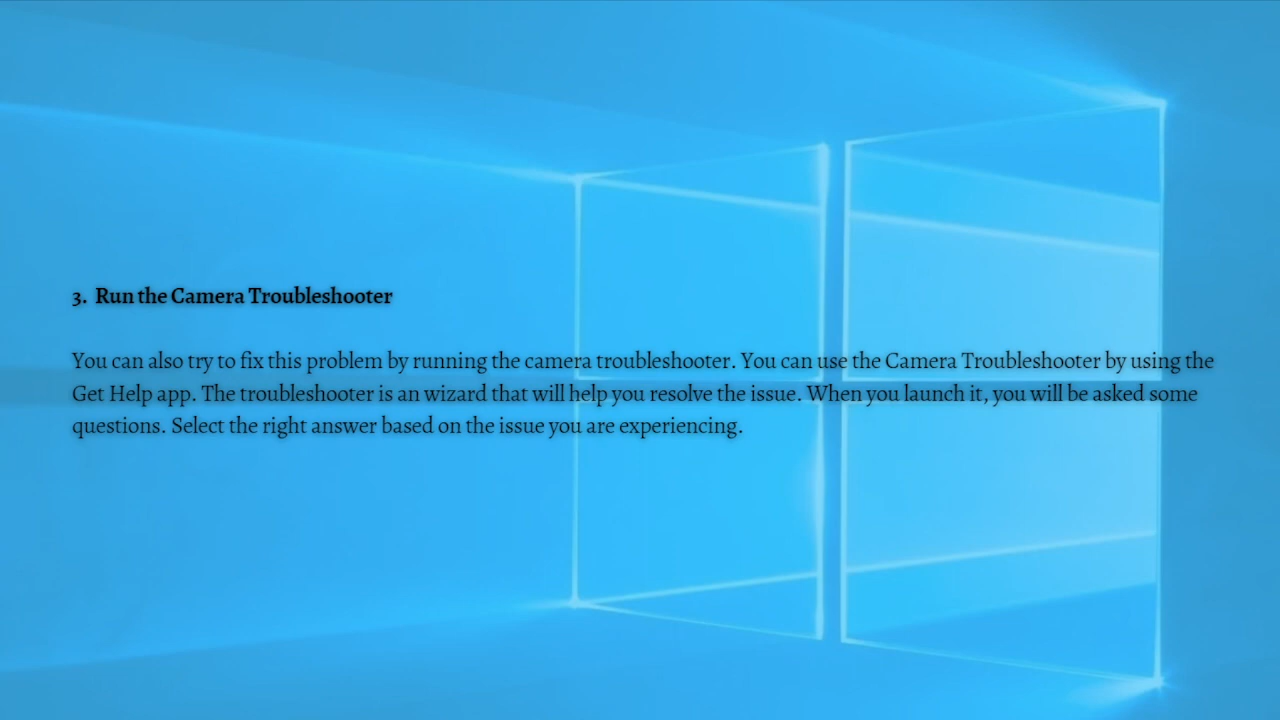 3. Run the Camera Troubleshooter
You can also try to fix this problem by running the camera troubleshooter. You can use the Camera Troubleshooter by using the
Get Help app. The troubleshooter is an wizard that will help you resolve the issue. When you launch it, you will be asked some
questions. Select the right answer based on the issue you are experiencing.